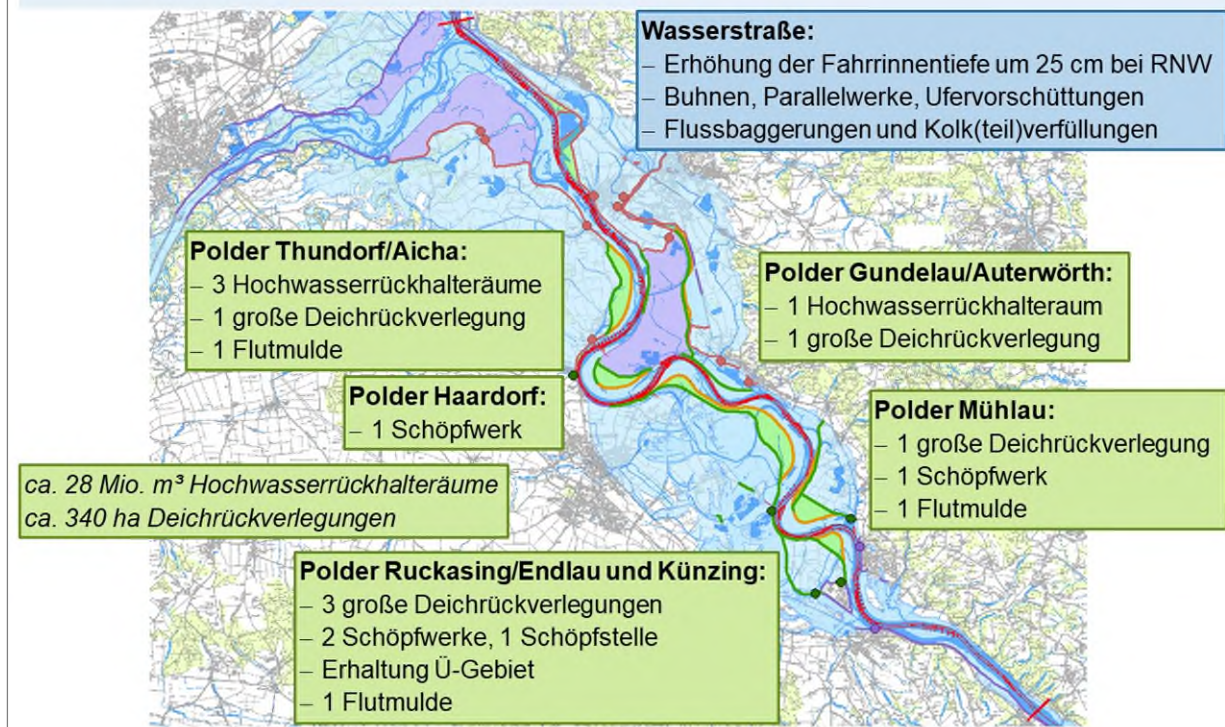 Wasserstraße:
– Erhöhung der Fahrrinnentiefe um 25 cm bei RNW
– Buhnen, Parallelwerke, Ufervorschüttungen
– Flussbaggerungen und Kolk(teil)verfüllungen
Polder Thundorf/Aicha:
– 3 Hochwasserrückhalteräume
– 1 große Deichrückverlegung
– 1 Flutmulde
Polder Gundelau/Auterwörth:
– 1 Hochwasserrückhalteraum
– 1 große Deichrückverlegung
Polder Haardorf:
– 1 Schöpfwerk
Polder Mühlau:
– 1 große Deichrückverlegung
– 1 Schöpfwerk
– 1 Flutmulde
ca. 28 Mio. m³ Hochwasserrückhalteräume
ca. 340 ha Deichrückverlegungen
Polder Ruckasing/Endlau und Künzing:
– 3 große Deichrückverlegungen
– 2 Schöpfwerke, 1 Schöpfstelle
– Erhaltung Ü-Gebiet
– 1 Flutmulde